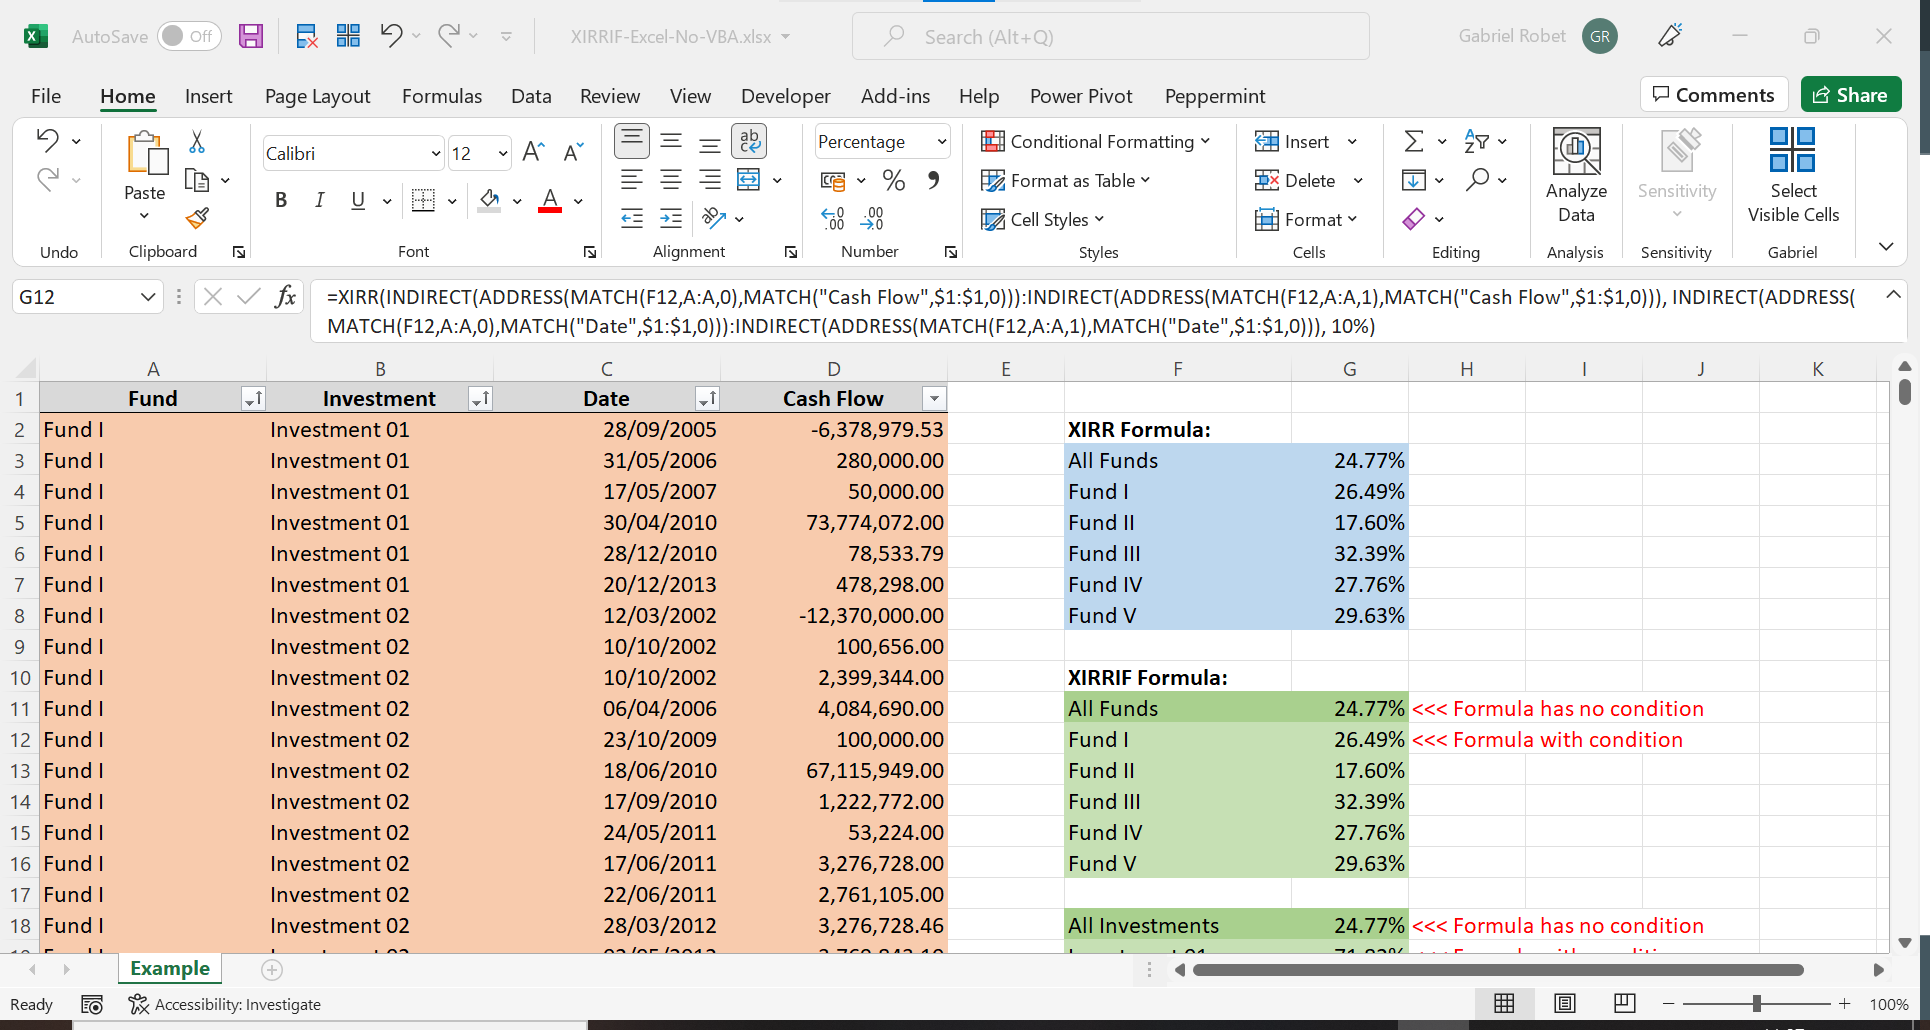 AutoSave Off XIRRIF-Excel-No-VBA.xlsx Search (Alt+Q) Gabriel Robet GR
File Home Insert Page Layout Formulas Data Review View Developer Add-ins Help Power Pivot Peppermint Comments Share
Calibri 12 Percentage Conditional Formatting Insert
Paste Format as Table Delete Analyze Data Sensitivity Select Visible Cells
B I U A Cell Styles Format
Undo Clipboard Font Alignment Number Styles Cells Editing Analysis Sensitivity Gabriel
G12 fx =XIRR(INDIRECT(ADDRESS(MATCH(F12,A:A,0),MATCH("Cash Flow",$1:$1,0))):INDIRECT(ADDRESS(MATCH(F12,A:A,1),MATCH("Cash Flow",$1:$1,0))), INDIRECT(ADDRESS(
MATCH(F12,A:A,0),MATCH("Date",$1:$1,0))):INDIRECT(ADDRESS(MATCH(F12,A:A,1),MATCH("Date",$1:$1,0))), 10%)
A B C D E F G H I J K
1 Fund Investment Date Cash Flow
2 Fund I Investment 01 28/09/2005 -6,378,979.53 XIRR Formula:
3 Fund I Investment 01 31/05/2006 280,000.00 All Funds 24.77%
4 Fund I Investment 01 17/05/2007 50,000.00 Fund I 26.49%
5 Fund I Investment 01 30/04/2010 73,774,072.00 Fund II 17.60%
6 Fund I Investment 01 28/12/2010 78,533.79 Fund III 32.39%
7 Fund I Investment 01 20/12/2013 478,298.00 Fund IV 27.76%
8 Fund I Investment 02 12/03/2002 -12,370,000.00 Fund V 29.63%
9 Fund I Investment 02 10/10/2002 100,656.00
10 Fund I Investment 02 10/10/2002 2,399,344.00 XIRRIF Formula:
11 Fund I Investment 02 06/04/2006 4,084,690.00 All Funds 24.77% <<< Formula has no condition
12 Fund I Investment 02 23/10/2009 100,000.00 Fund I 26.49% <<< Formula with condition
13 Fund I Investment 02 18/06/2010 67,115,949.00 Fund II 17.60%
14 Fund I Investment 02 17/09/2010 1,222,772.00 Fund III 32.39%
15 Fund I Investment 02 24/05/2011 53,224.00 Fund IV 27.76%
16 Fund I Investment 02 17/06/2011 3,276,728.00 Fund V 29.63%
17 Fund I Investment 02 22/06/2011 2,761,105.00
18 Fund I Investment 02 28/03/2012 3,276,728.46 All Investments 24.77% <<< Formula has no condition
Example
Ready Accessibility: Investigate 100%